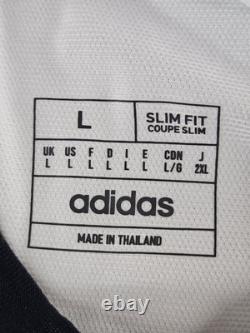 L
SLIM FIT
COUPE SLIM
UK US F D I E CDN J
L L L L L L L/G 2XL
adidas
MADE IN THAILAND